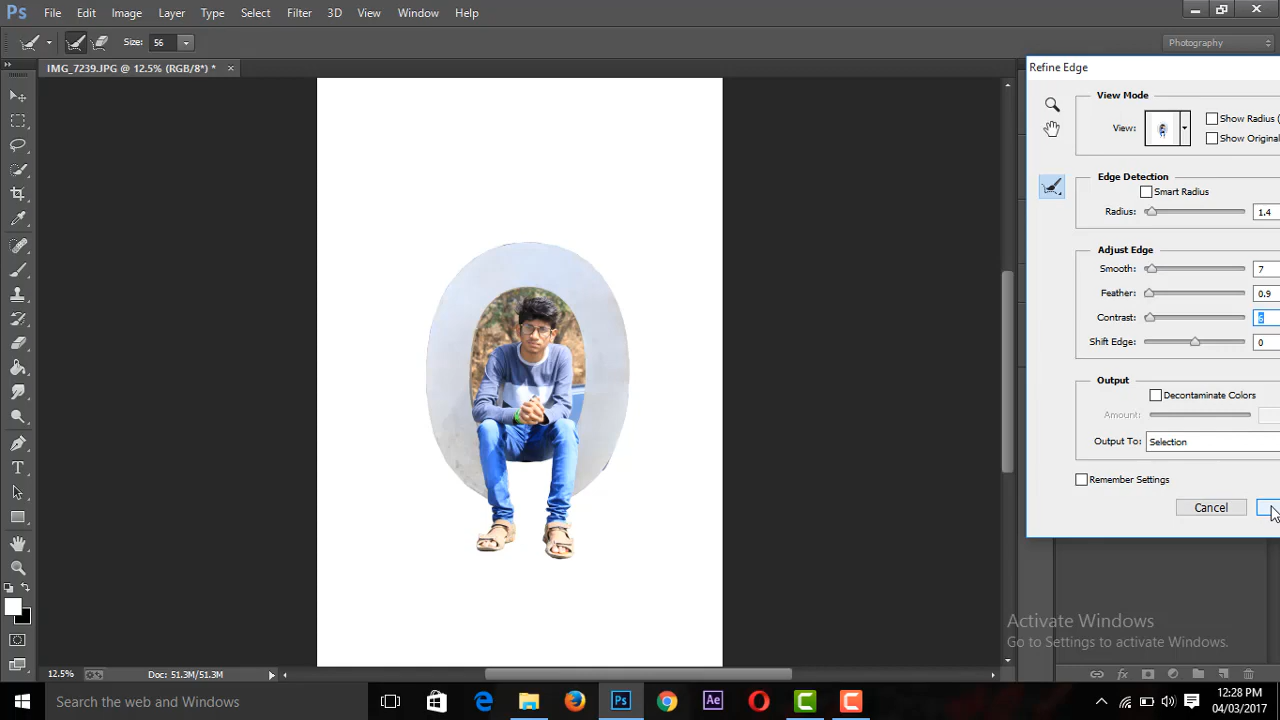 Ps File Edit Image Layer Type Select Filter 3D View Window Help
Size: 56 Photography
IMG_7239.JPG @ 12.5% (RGB/8*) * ×
Refine Edge
View Mode
View: Show Radius (
Show Original
Edge Detection
Smart Radius
Radius: 1.4
Adjust Edge
Smooth: 7
Feather: 0.9
Contrast: 6
Shift Edge: 0
Output
Decontaminate Colors
Amount:
Output To: Selection
Remember Settings
Cancel
Activate Windows
Go to Settings to activate Windows.
12.5% Doc: 51.3M/51.3M
Search the web and Windows Ps Ae 12:28 PM
04/03/2017